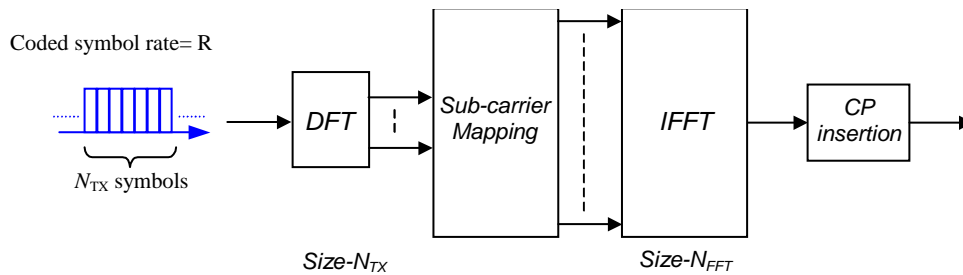 Coded symbol rate= R
N_TX symbols
DFT
Sub-carrier
Mapping
IFFT
CP
insertion
Size-N_TX
Size-N_FFT